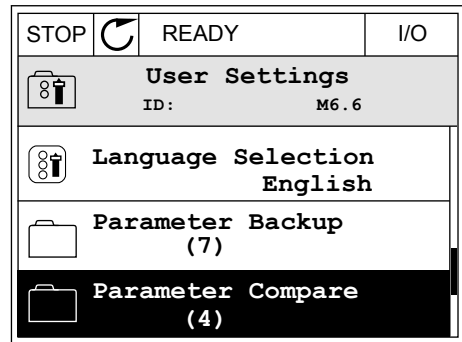 STOP READY I/O
User Settings
ID: M6.6
Language Selection
English
Parameter Backup
(7)
Parameter Compare
(4)